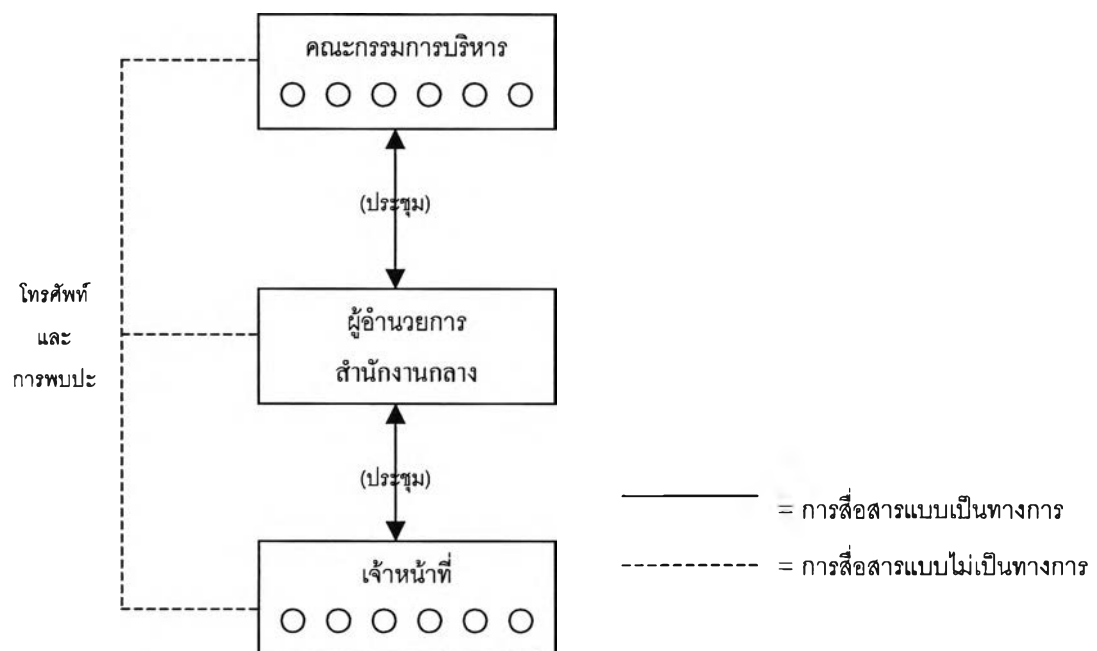 คณะกรรมการบริหาร
(ประชุม)
โทรศัพท์
และ
การพบปะ
ผู้อำนวยการ
สำนักงานกลาง
(ประชุม)
เจ้าหน้าที่
= การสื่อสารแบบเป็นทางการ
= การสื่อสารแบบไม่เป็นทางการ